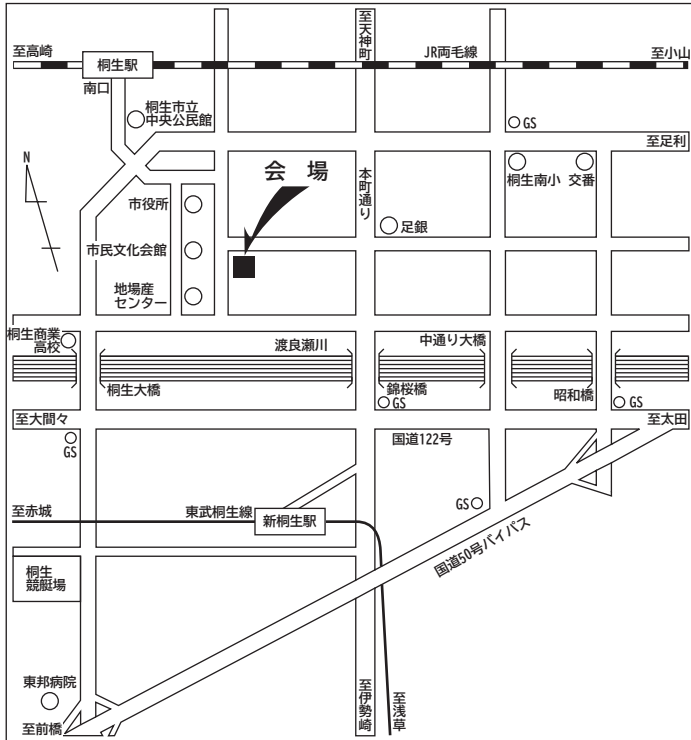 至高崎
桐生駅
至天神町
JR両毛線
至小山
南口
桐生市立
中央公民館
GS
至足利
N
会 場
本町通り
桐生南小
交番
市役所
足銀
市民文化会館
地場産
センター
桐生商業
高校
渡良瀬川
中通り大橋
桐生大橋
錦桜橋
昭和橋
GS
GS
至大間々
至太田
GS
国道122号
GS
至赤城
東武桐生線
新桐生駅
国道50号バイパス
桐生
競艇場
東邦病院
至前橋
至伊勢崎
至浅草